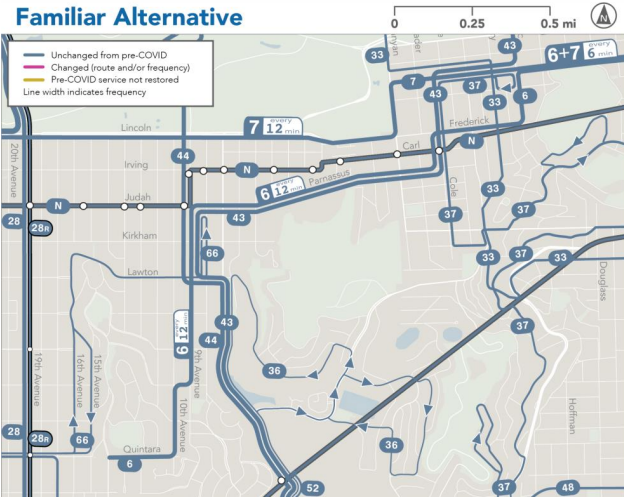 Familiar Alternative
0 0.25 0.5 mi
N
Unchanged from pre-COVID
Changed (route and/or frequency)
Pre-COVID service not restored
Line width indicates frequency
33
43
6+7 every 6 min
7
37
43
33
6
Lincoln
7 every 12 min
Frederick
N
44
Irving
N
Carl
20th Avenue
6 every 12 min
Parnassus
Cole
33
Judah
N
28
28R
43
37
37
Kirkham
66
33
37
33
Lawton
Douglass
6 every 12 min
43
44
37
19th Avenue
16th Avenue
15th Avenue
9th Avenue
10th Avenue
36
Hoffman
28
28R
66
36
Quintara
6
52
37
48